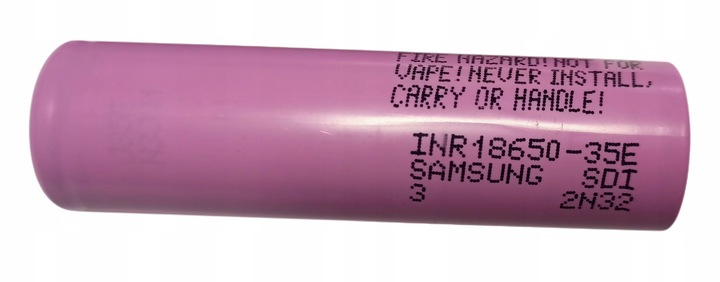 FIRE HAZARD! NOT FOR
VAPE! NEVER INSTALL,
CARRY OR HANDLE!
INR18650-35E
SAMSUNG SDI
3 2N32